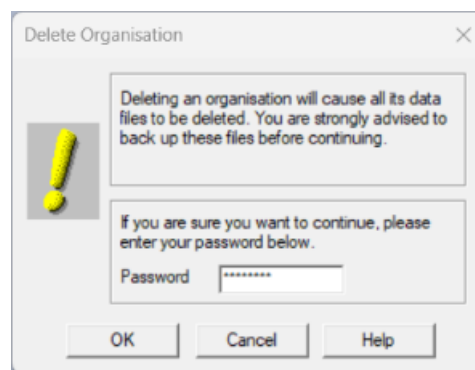 Delete Organisation
Deleting an organisation will cause all its data
files to be deleted. You are strongly advised to
back up these files before continuing.
If you are sure you want to continue, please
enter your password below.
Password ********
OK Cancel Help